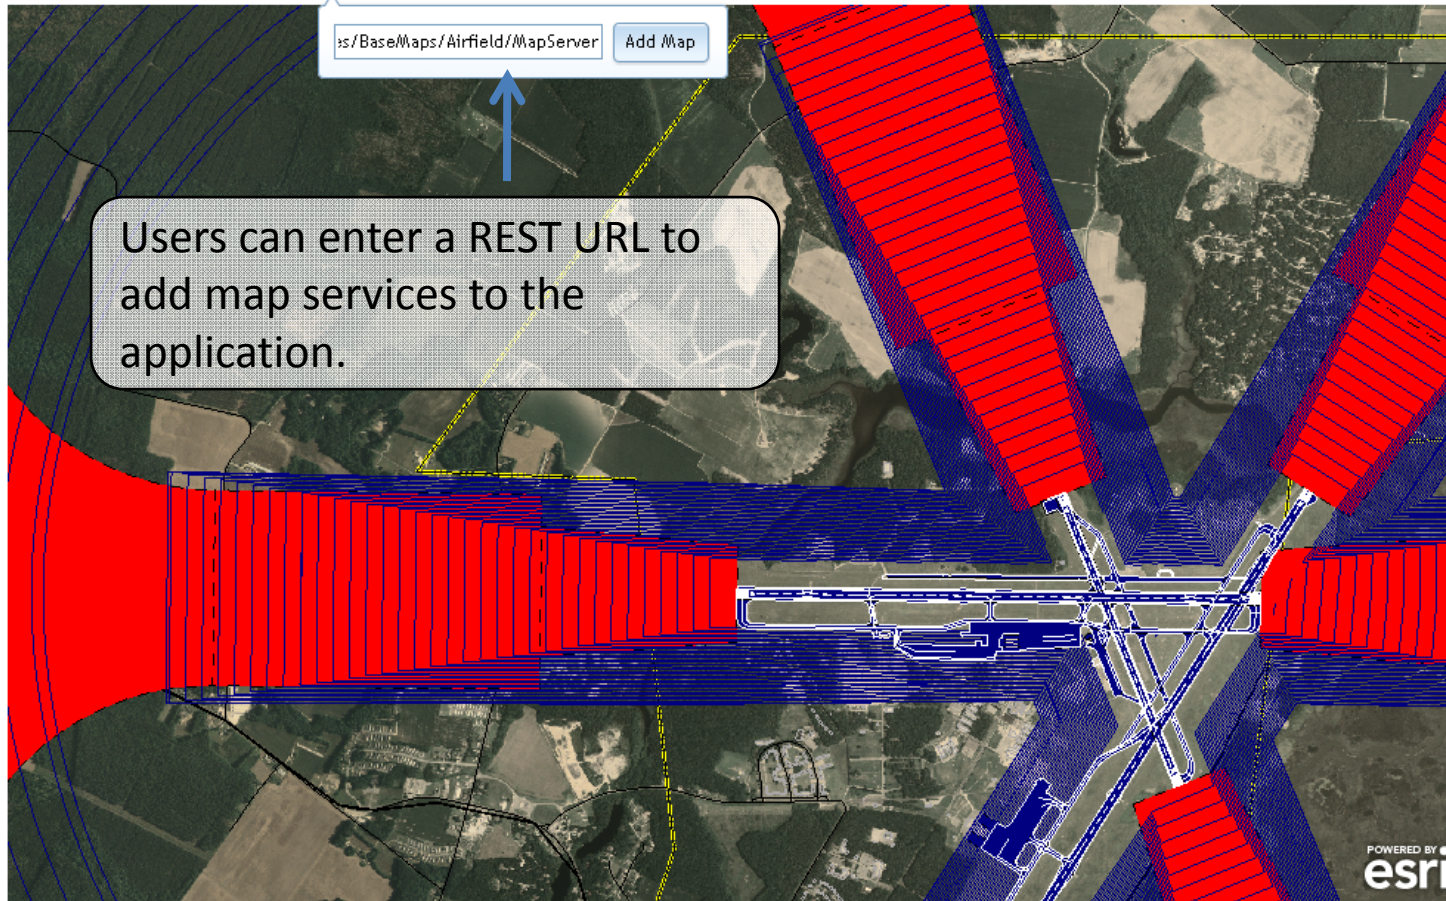 s/BaseMaps/Airfield/MapServer
Add Map
Users can enter a REST URL to
add map services to the
application.
POWERED BY
esri